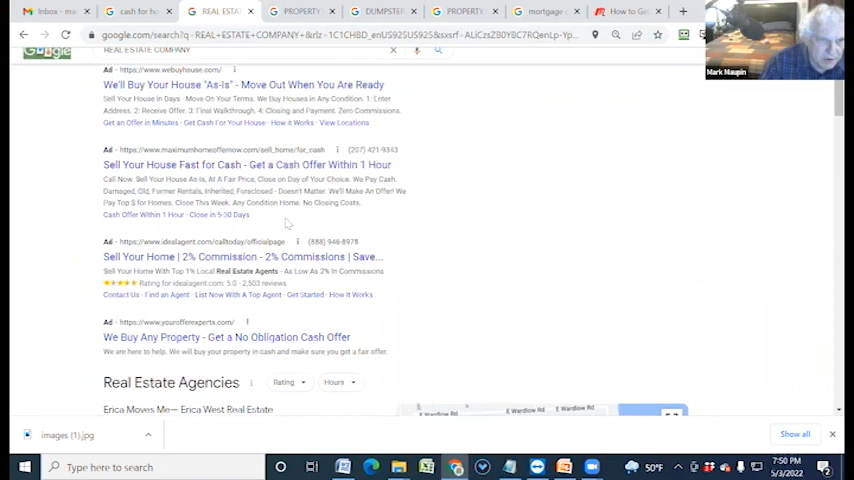 Inbox - ma
cash for ho
REAL ESTAT
PROPERTY
DUMPSTER
PROPERTY
mortgage
How to Get
google.com/search?q=REAL+ESTATE+COMPANY+&rlz=1C1CHBD_enUS925US925&sxsrf=ALiCzsZB0YBC7RQenLp-Yp...
Google
REAL ESTATE COMPANY
Mark Maupin
Ad · https://www.webuyhouse.com/
We'll Buy Your House "As-Is" - Move Out When You Are Ready
Sell Your House in Days - Move On Your Terms. We Buy Houses in Any Condition. 1: Enter
Address. 2: Receive Offer. 3: Final Walkthrough. 4: Closing and Payment. Zero Commissions.
Get an Offer in Minutes · Get Cash For Your House · How it Works · View Locations
Ad · https://www.maximumhomeoffernow.com/sell_home/for_cash (207) 421-9343
Sell Your House Fast for Cash - Get a Cash Offer Within 1 Hour
Call Now. Sell Your House As-Is, At A Fair Price, Close on Day of Your Choice. We Pay Cash.
Damaged, Old, Former Rentals, Inherited, Foreclosed - Doesn't Matter. We'll Make An Offer! We
Pay Top $ for Homes. Close This Week. Any Condition Home. No Closing Costs.
Cash Offer Within 1 Hour · Close in 5-30 Days
Ad · https://www.idealagent.com/calltoday/officialpage (888) 946-8978
Sell Your Home | 2% Commission - 2% Commissions | Save...
Sell Your Home With Top 1% Local Real Estate Agents - As Low As 2% In Commissions
Rating for idealagent.com: 5.0 - 2,503 reviews
Contact Us · Find an Agent · List Now With A Top Agent · Get Started · How It Works
Ad · https://www.yourofferexperts.com/
We Buy Any Property - Get a No Obligation Cash Offer
We are here to help. We will buy your property in cash and make sure you get a fair offer.
Real Estate Agencies
Rating
Hours
Erica Moves Me— Erica West Real Estate
E Wardlow Rd
E Wardlow Rd
E Wardlow Rd
images (1).jpg
Show all
Type here to search
50°F
7:50 PM
5/3/2022